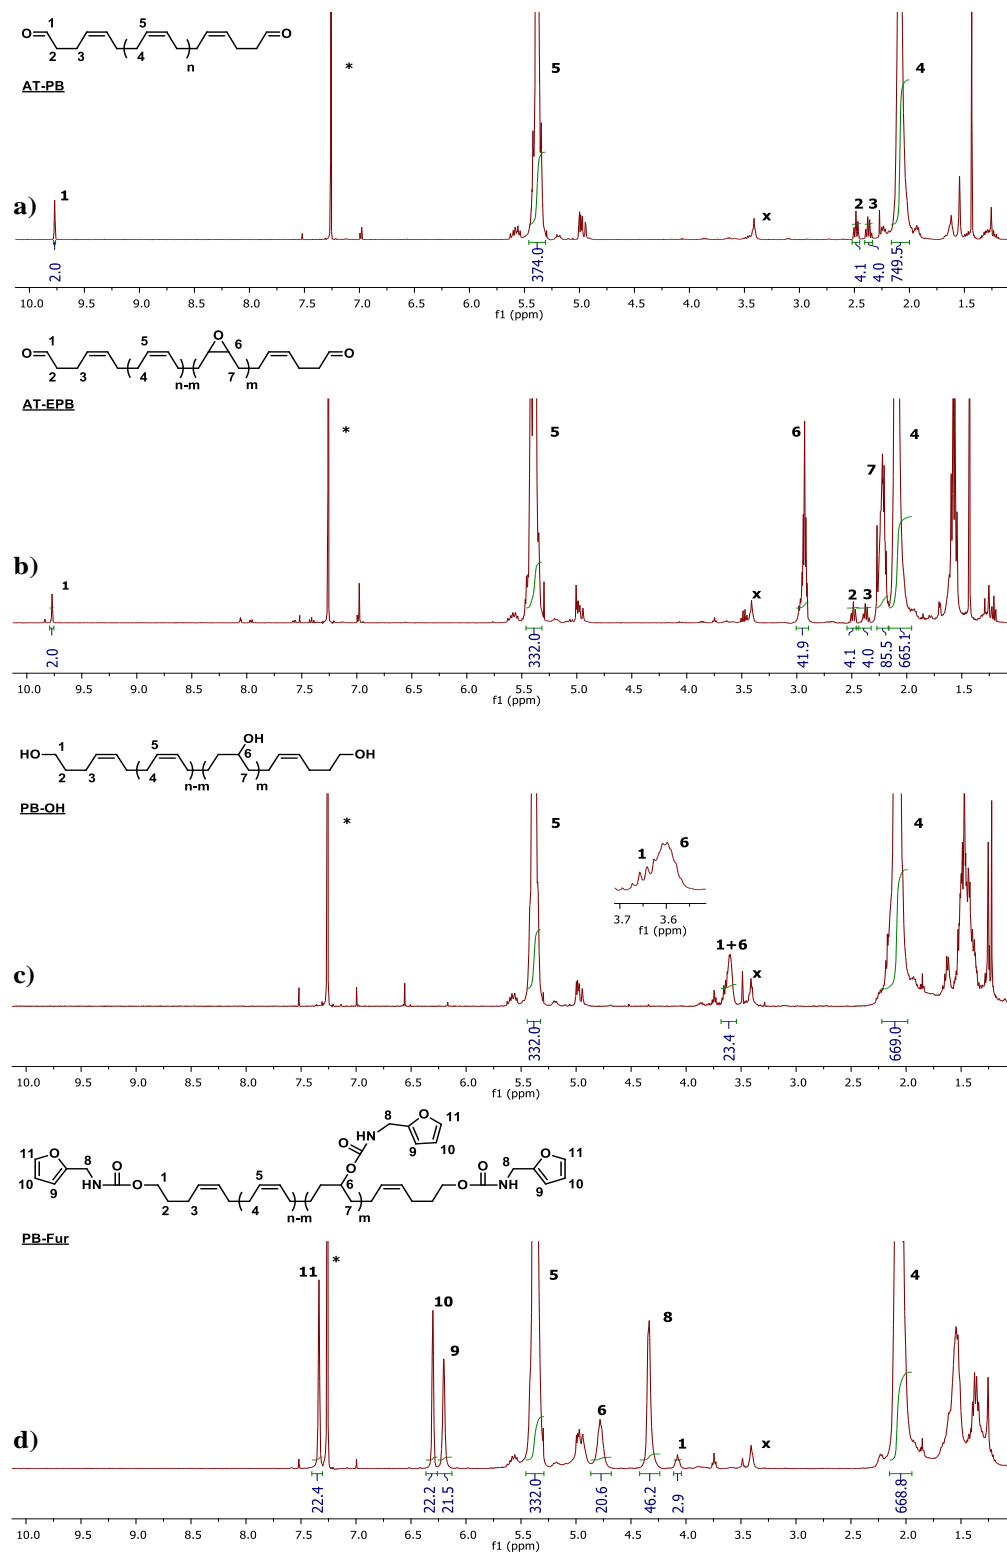 1 5 O O
2 3 4 n
AT-PB
* 5 4
1 x 2 3
a)
2.0 374.0 4.1 4.0 749.5
10.0 9.5 9.0 8.5 8.0 7.5 7.0 6.5 6.0 5.5 5.0 4.5 4.0 3.5 3.0 2.5 2.0 1.5
f1 (ppm)
1 5 O 6 O O
2 3 4 n-m 7 m
AT-EPB
* 5 6 7 4
b)
1 x 2 3
2.0 332.0 41.9 4.1 4.0 85.5 665.1
10.0 9.5 9.0 8.5 8.0 7.5 7.0 6.5 6.0 5.5 5.0 4.5 4.0 3.5 3.0 2.5 2.0 1.5
f1 (ppm)
HO 1 5 OH 6 OH
2 3 4 n-m 7 m
PB-OH
* 5 4
1 6
3.7 3.6
f1 (ppm)
1+6 x
c)
332.0 23.4 669.0
10.0 9.5 9.0 8.5 8.0 7.5 7.0 6.5 6.0 5.5 5.0 4.5 4.0 3.5 3.0 2.5 2.0 1.5
f1 (ppm)
8 O 11
HN 9 10
O
11 O 8 O 1 5 O 6 O 8 O 11
10 9 NH O 2 3 4 n-m 7 m O NH 9 10
PB-Fur
11 * 5 4
10 9 8
6 1 x
d)
22.4 22.2 21.5 332.0 20.6 46.2 2.9 668.8
10.0 9.5 9.0 8.5 8.0 7.5 7.0 6.5 6.0 5.5 5.0 4.5 4.0 3.5 3.0 2.5 2.0 1.5
f1 (ppm)